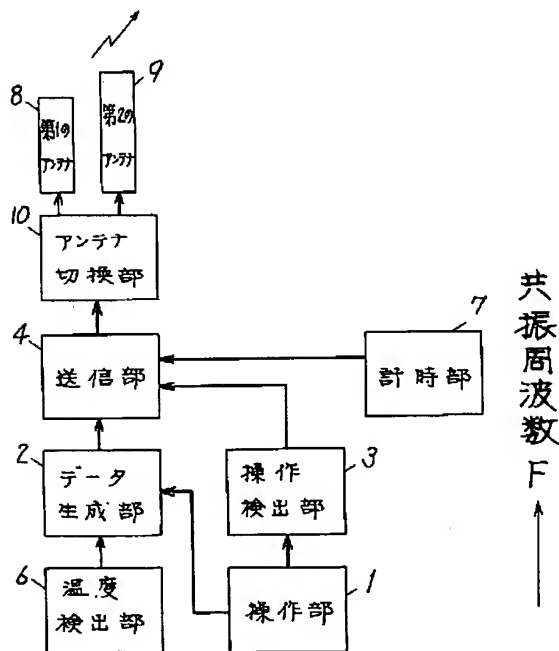 8
9
第1の
アンテナ
第2の
アンテナ
10
アンテナ
切換部
4
送信部
7
計時部
2
データ
生成部
3
操作
検出部
6
温度
検出部
1
操作部
共振周波数 F